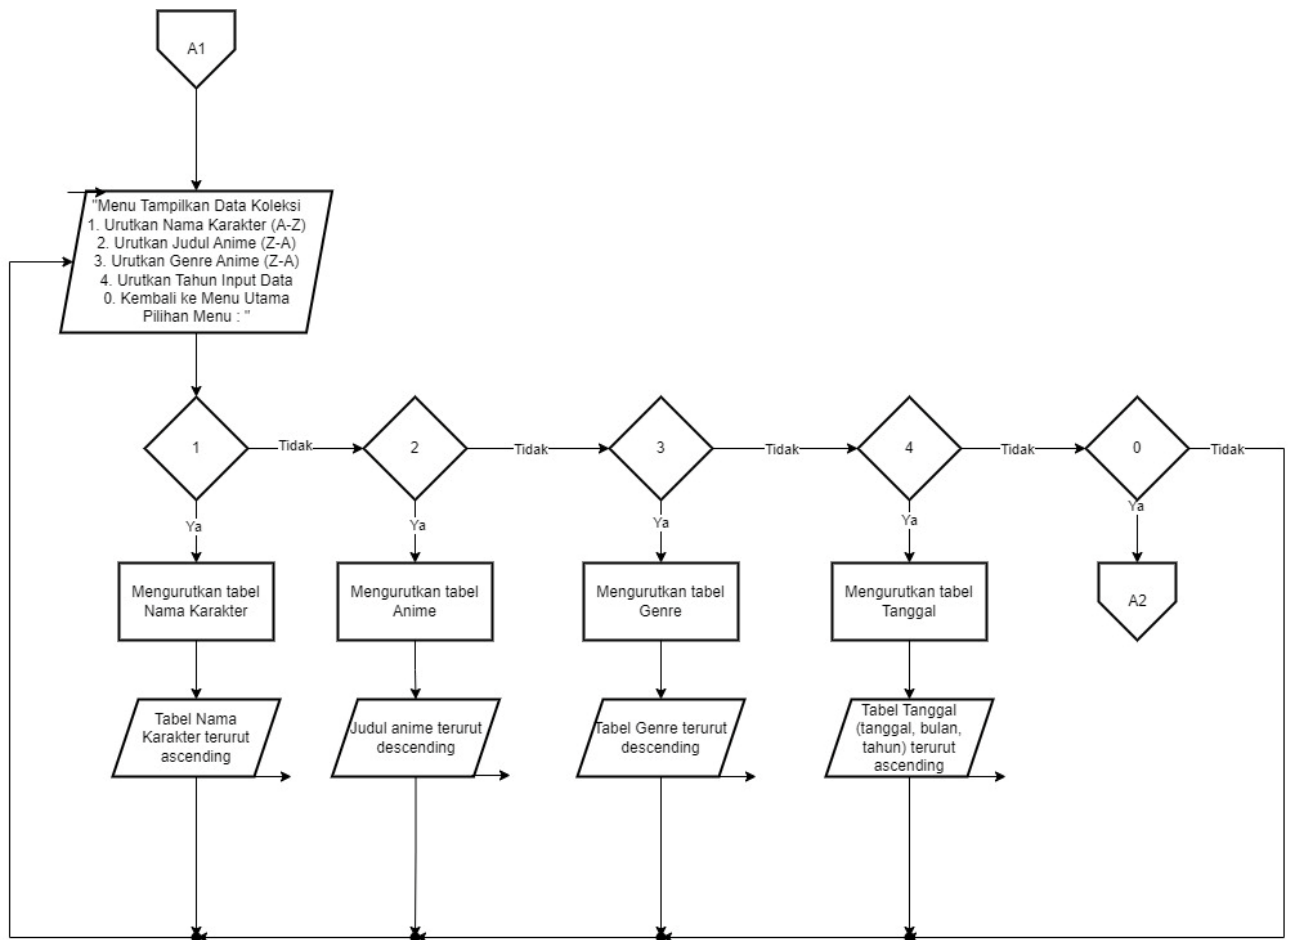 A1
"Menu Tampilkan Data Koleksi
1. Urutkan Nama Karakter (A-Z)
2. Urutkan Judul Anime (Z-A)
3. Urutkan Genre Anime (Z-A)
4. Urutkan Tahun Input Data
0. Kembali ke Menu Utama
Pilihan Menu : "
1
Tidak
2
Tidak
3
Tidak
4
Tidak
0
Tidak
Ya
Ya
Ya
Ya
Ya
Mengurutkan tabel
Nama Karakter
Mengurutkan tabel
Anime
Mengurutkan tabel
Genre
Mengurutkan tabel
Tanggal
A2
Tabel Nama
Karakter terurut
ascending
Judul anime terurut
descending
Tabel Genre terurut
descending
Tabel Tanggal
(tanggal, bulan,
tahun) terurut
ascending